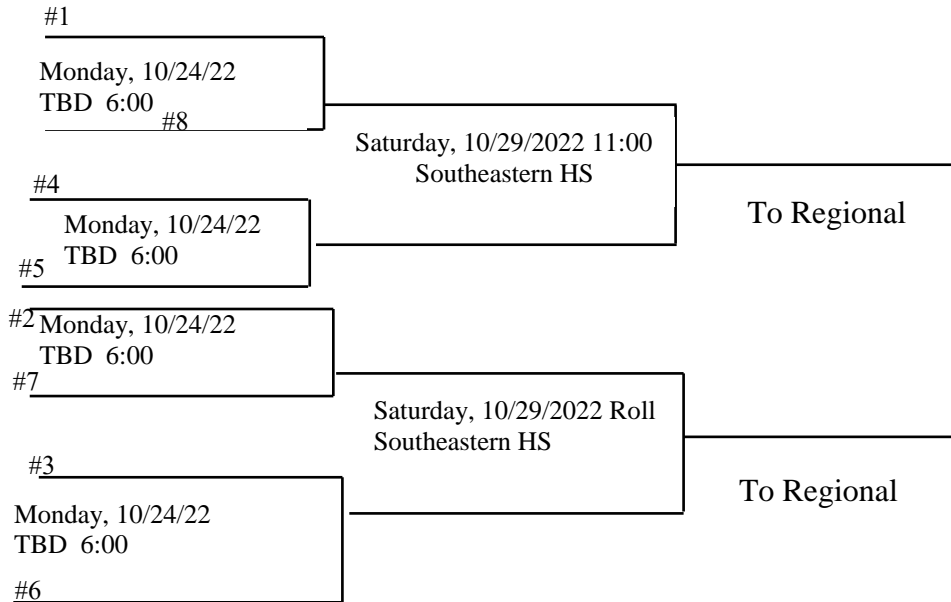 #1
Monday, 10/24/22
TBD 6:00
#8
Saturday, 10/29/2022 11:00
Southeastern HS
#4
To Regional
Monday, 10/24/22
TBD 6:00
#5
#2
Monday, 10/24/22
TBD 6:00
#7
Saturday, 10/29/2022 Roll
Southeastern HS
#3
To Regional
Monday, 10/24/22
TBD 6:00
#6